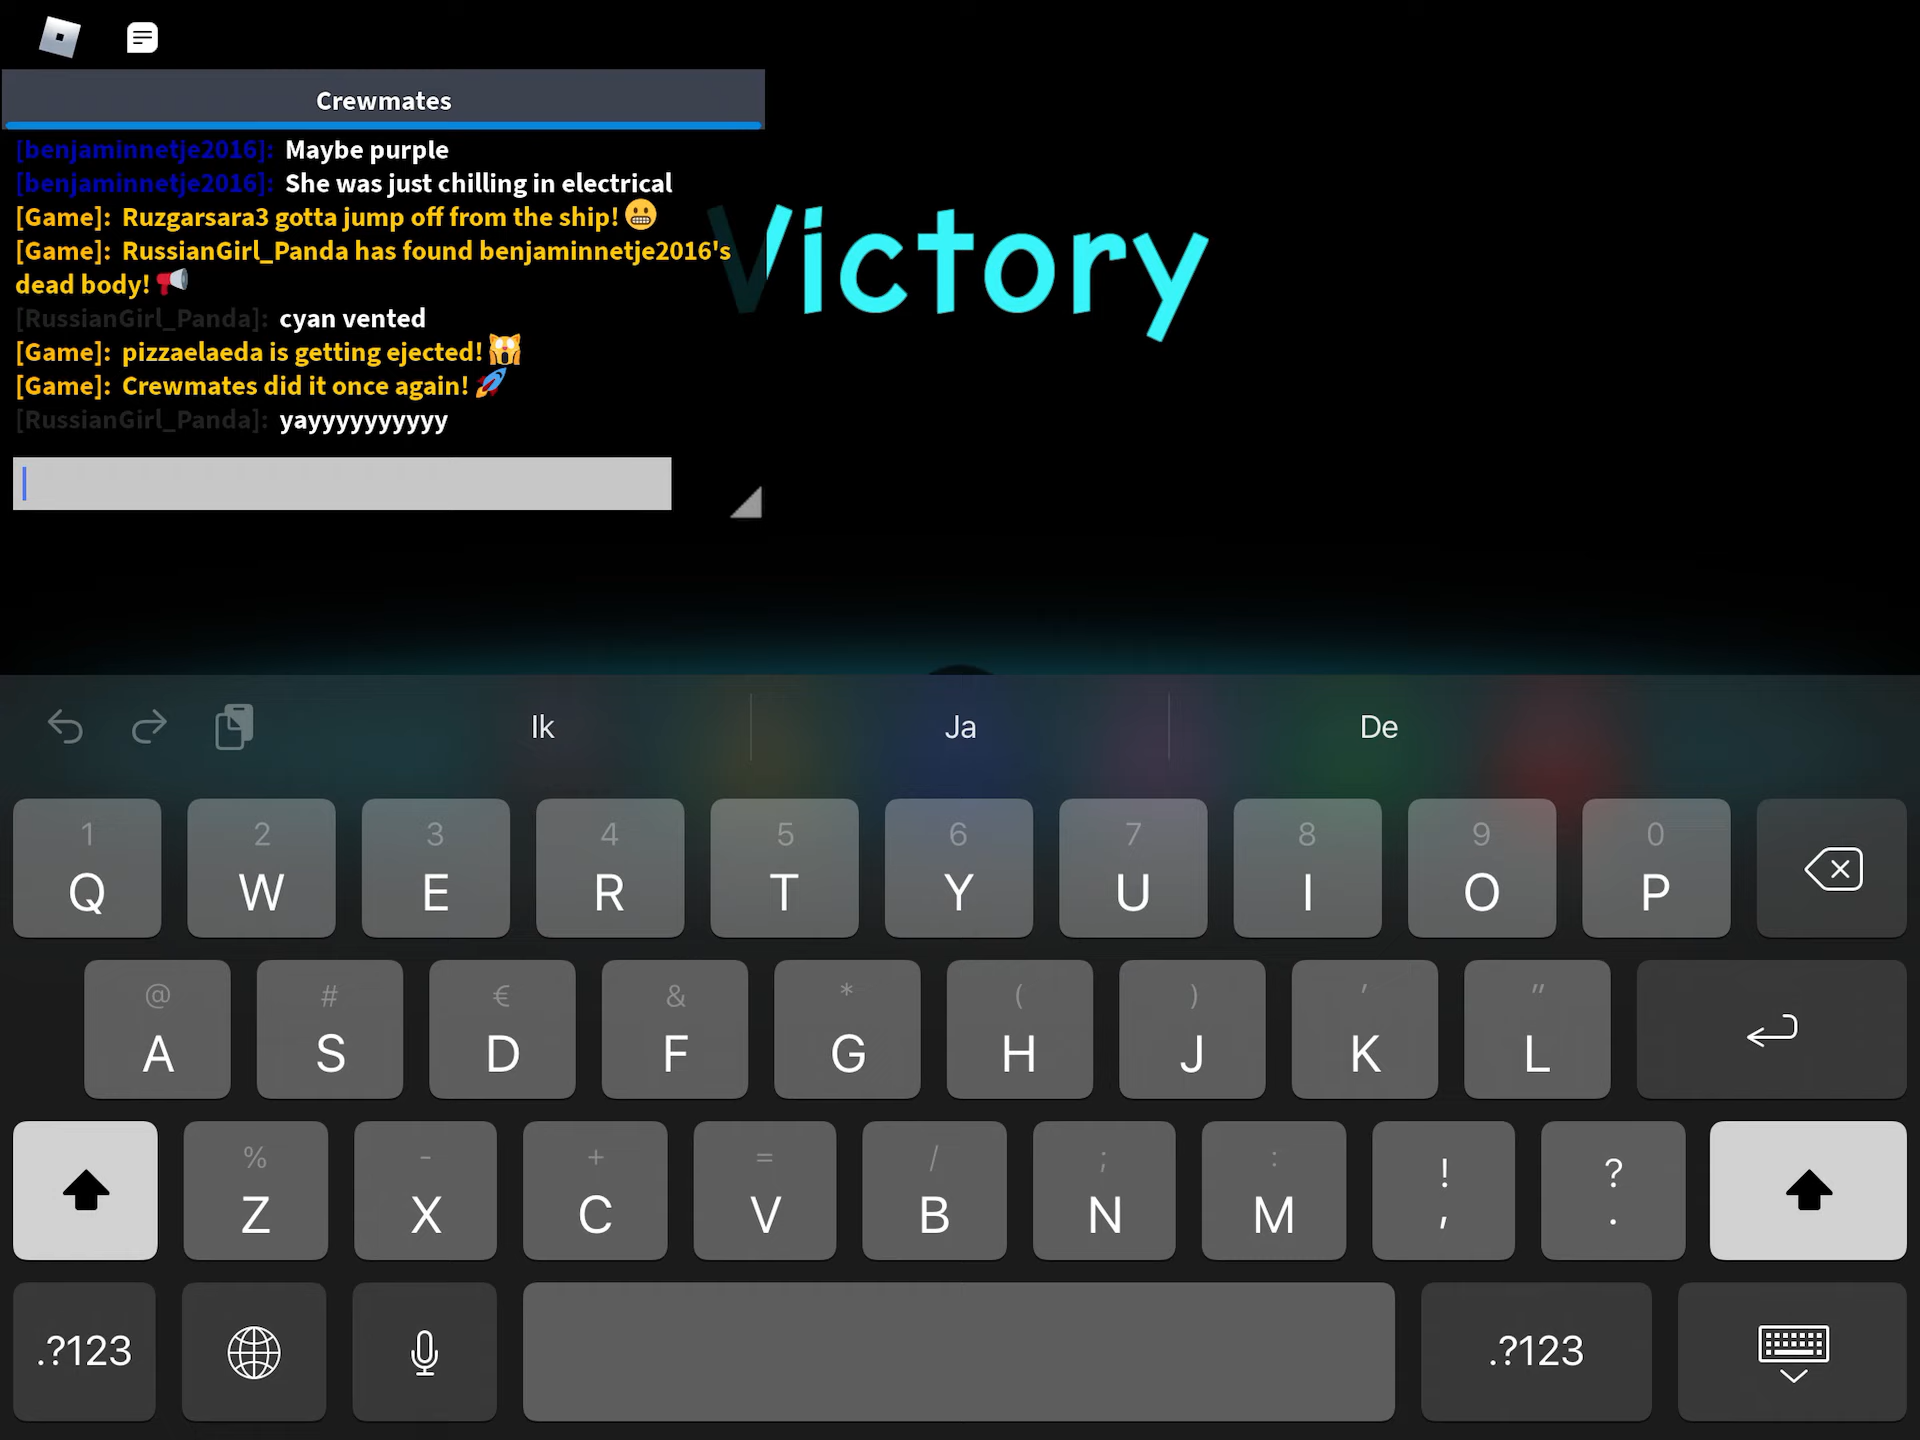 Crewmates
[benjaminnetje2016]: Maybe purple
[benjaminnetje2016]: She was just chilling in electrical
[Game]: Ruzgarsara3 gotta jump off from the ship! 😬
[Game]: RussianGirl_Panda has found benjaminnetje2016's
dead body! 📢
[RussianGirl_Panda]: cyan vented
[Game]: pizzaelaeda is getting ejected! 🙀
[Game]: Crewmates did it once again! 🚀
[RussianGirl_Panda]: yayyyyyyyyyy
Victory
Ik Ja De
1 2 3 4 5 6 7 8 9 0
Q W E R T Y U I O P
@ # € & * ( ) ' "
A S D F G H J K L
% - + = / ; : ! ?
Z X C V B N M , .
.?123 .?123